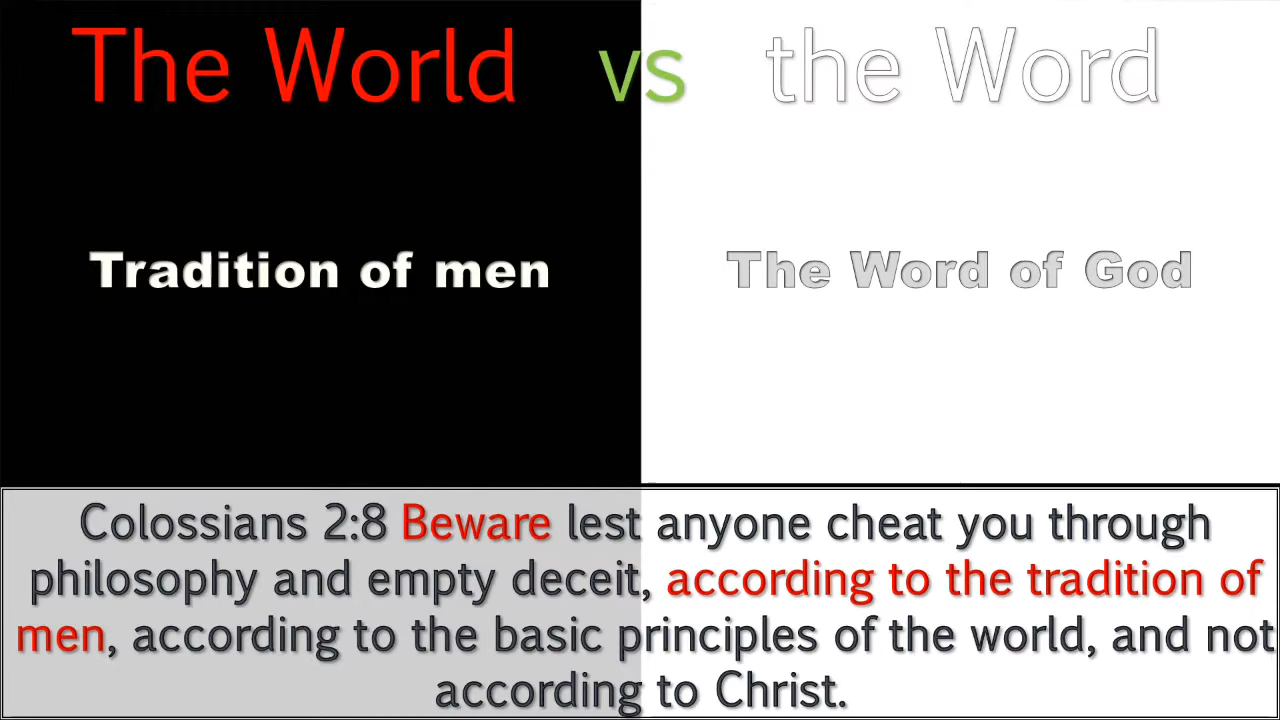 The World vs the Word
Tradition of men The Word of God
Colossians 2:8 Beware lest anyone cheat you through
philosophy and empty deceit, according to the tradition of
men, according to the basic principles of the world, and not
according to Christ.